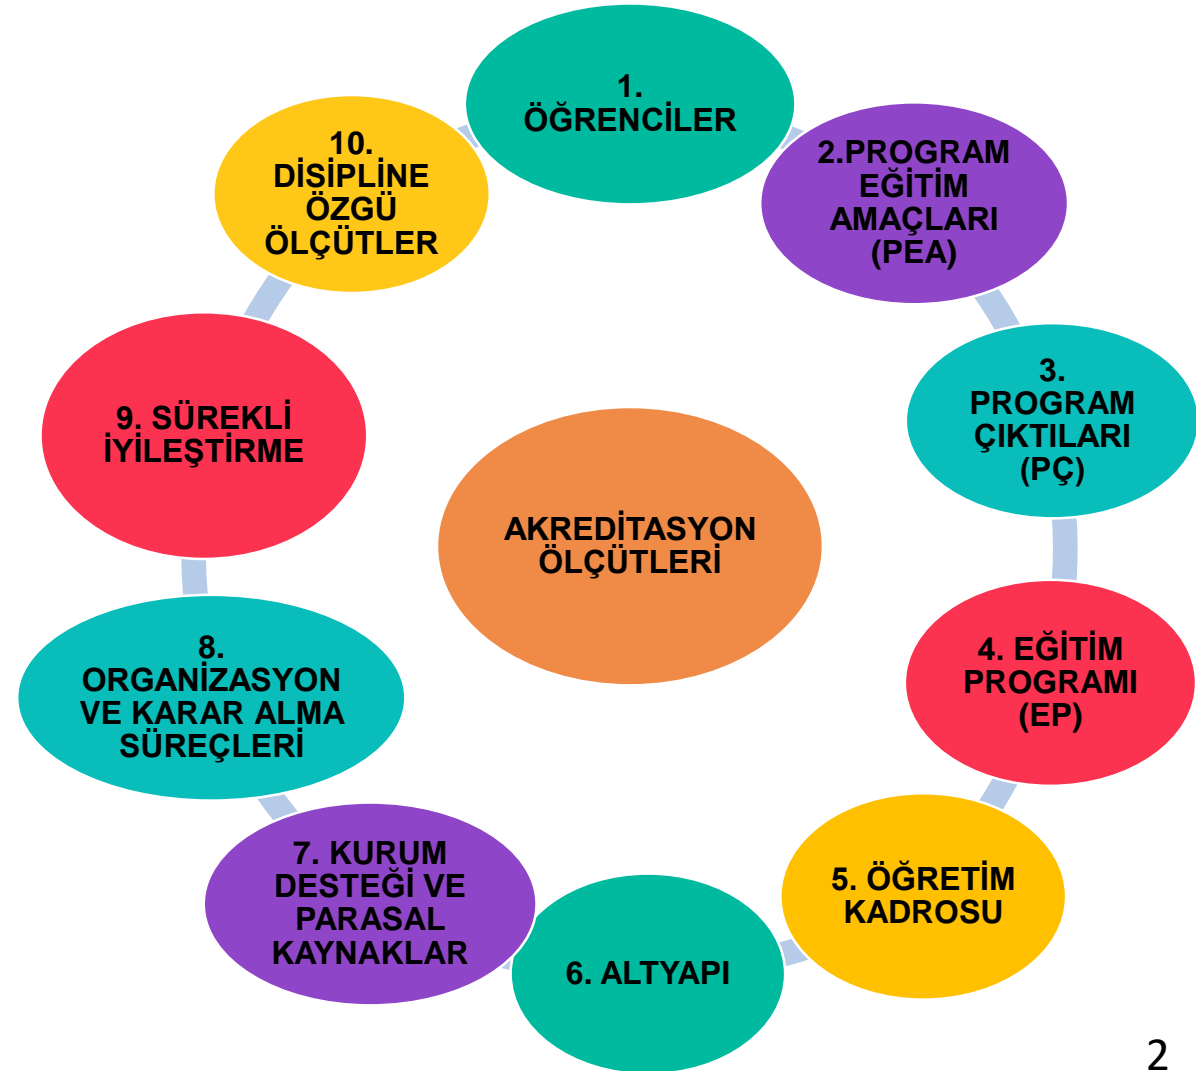 1.
ÖĞRENCİLER
2.PROGRAM
EĞİTİM
AMAÇLARI
(PEA)
3.
PROGRAM
ÇIKTILARI
(PÇ)
4. EĞİTİM
PROGRAMI
(EP)
5. ÖĞRETİM
KADROSU
6. ALTYAPI
7. KURUM
DESTEĞİ VE
PARASAL
KAYNAKLAR
8.
ORGANİZASYON
VE KARAR ALMA
SÜREÇLERİ
9. SÜREKLİ
İYİLEŞTİRME
10.
DİSİPLİNE
ÖZGÜ
ÖLÇÜTLER
AKREDİTASYON
ÖLÇÜTLERİ
2